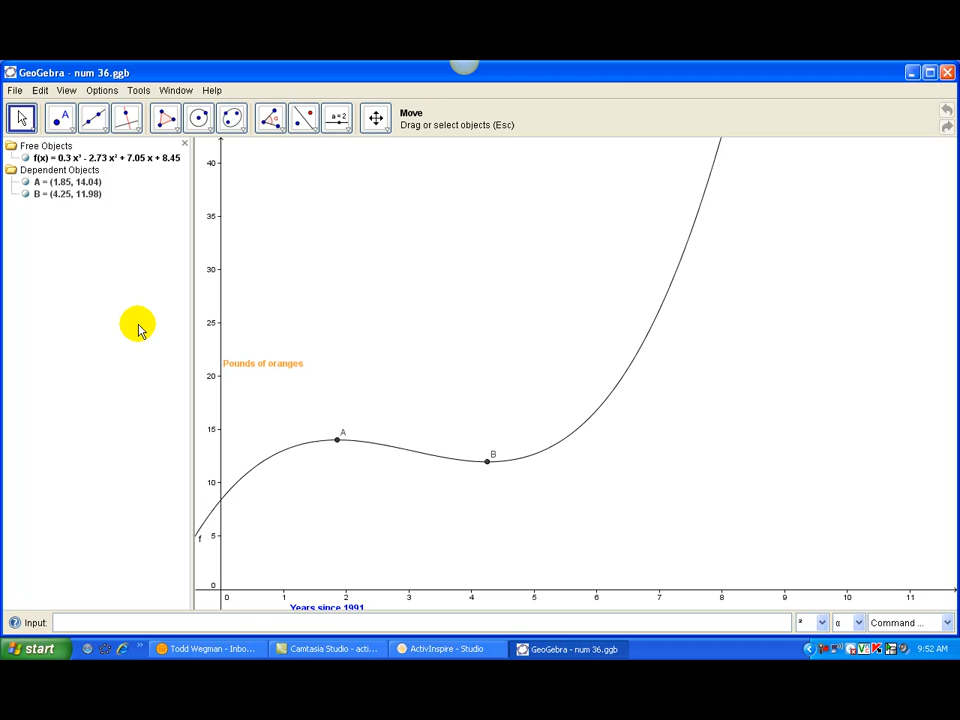 GeoGebra - num 36.ggb
File Edit View Options Tools Window Help
A a=2
Move
Drag or select objects (Esc)
Free Objects
f(x) = 0.3 x³ - 2.73 x² + 7.05 x + 8.45
Dependent Objects
A = (1.85, 14.04)
B = (4.25, 11.98)
40
35
30
25
Pounds of oranges
20
15
A
B
10
f 5
0
0 1 2 3 4 5 6 7 8 9 10 11
Years since 1991
Input: ² α Command ...
start Todd Wegman - Inbo... Camtasia Studio - acti... ActivInspire - Studio GeoGebra - num 36.ggb 9:52 AM